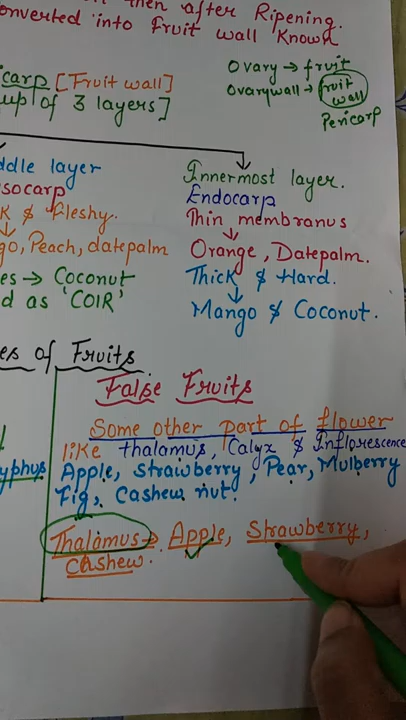 then after Ripening.
converted into Fruit wall Known
carp [Fruit wall]
up of 3 layers]
Ovary → fruit
Ovarywall → fruit wall
Pericarp
ddle layer
socarp
k & fleshy.
go, Peach, datepalm
es → Coconut
d as 'COIR'
Innermost layer.
Endocarp
Thin membranus
Orange, Datepalm.
Thick & Hard.
Mango & Coconut.
es of Fruits.
False Fruits
Some other part of flower
like thalamus, Calyx & Inflorescence
Apple, strawberry, Pear, Mulberry
Fig, Cashew nut.
yphus
Thalamus → Apple, Strawberry,
Cashew.